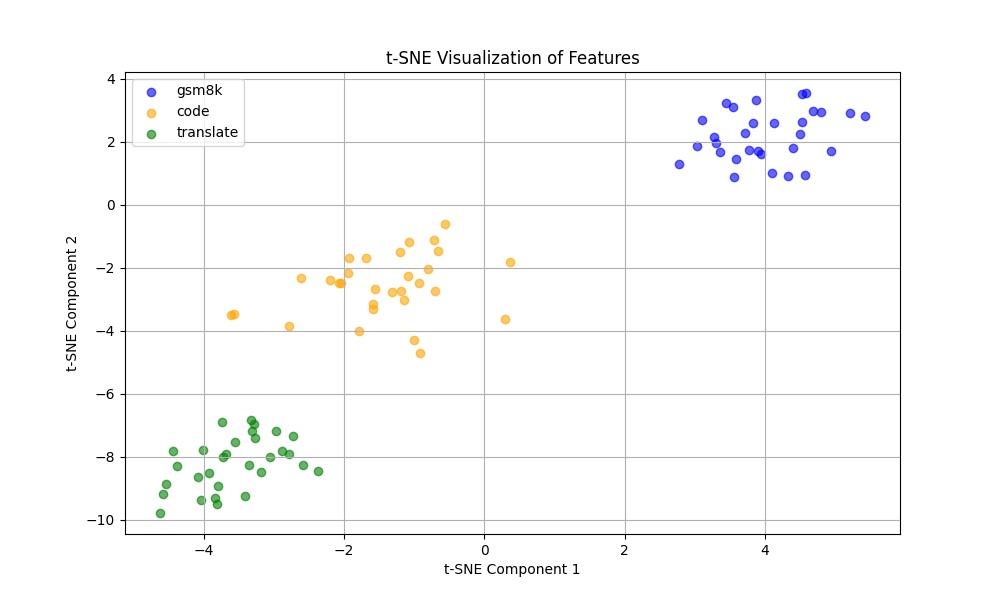 t-SNE Visualization of Features
gsm8k
code
translate
t-SNE Component 2
4
2
0
−2
−4
−6
−8
−10
−4
−2
0
2
4
t-SNE Component 1